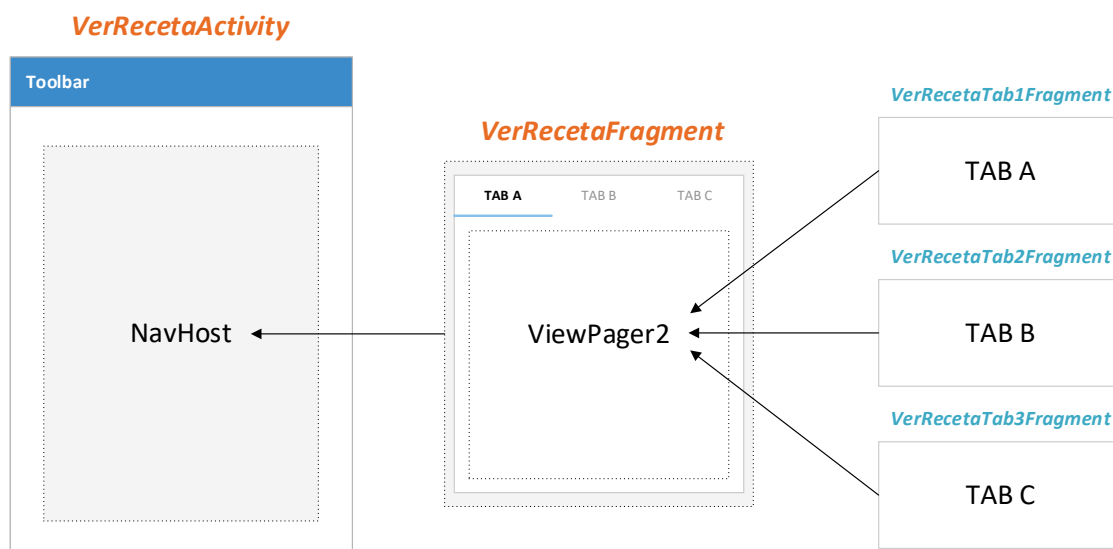 VerRecetaActivity
Toolbar
NavHost
VerRecetaFragment
TAB A TAB B TAB C
ViewPager2
VerRecetaTab1Fragment
TAB A
VerRecetaTab2Fragment
TAB B
VerRecetaTab3Fragment
TAB C